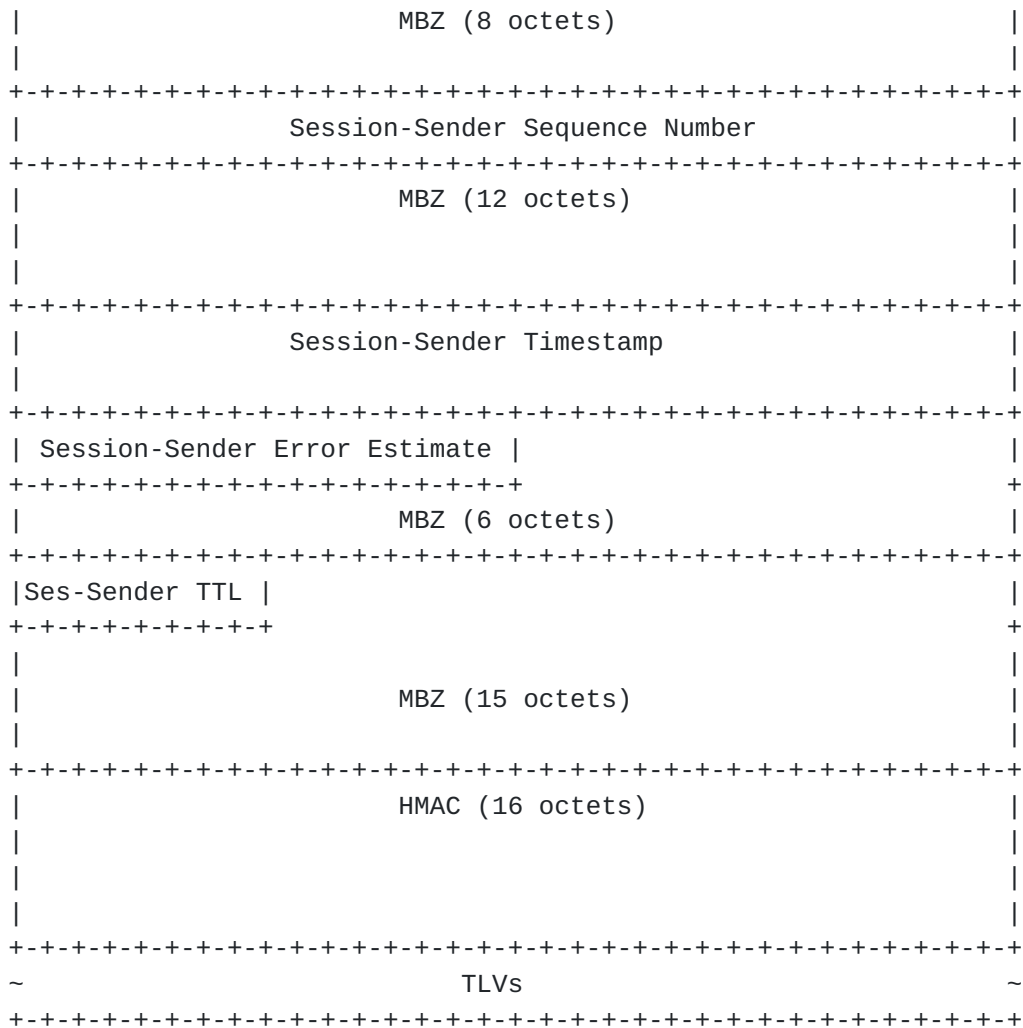 |                        MBZ (8 octets)                         |
|                                                               |
+-+-+-+-+-+-+-+-+-+-+-+-+-+-+-+-+-+-+-+-+-+-+-+-+-+-+-+-+-+-+-+-+
|                 Session-Sender Sequence Number                |
+-+-+-+-+-+-+-+-+-+-+-+-+-+-+-+-+-+-+-+-+-+-+-+-+-+-+-+-+-+-+-+-+
|                        MBZ (12 octets)                        |
|                                                               |
|                                                               |
+-+-+-+-+-+-+-+-+-+-+-+-+-+-+-+-+-+-+-+-+-+-+-+-+-+-+-+-+-+-+-+-+
|                 Session-Sender Timestamp                      |
|                                                               |
+-+-+-+-+-+-+-+-+-+-+-+-+-+-+-+-+-+-+-+-+-+-+-+-+-+-+-+-+-+-+-+-+
| Session-Sender Error Estimate |                               |
+-+-+-+-+-+-+-+-+-+-+-+-+-+-+-+-+                               +
|                        MBZ (6 octets)                         |
+-+-+-+-+-+-+-+-+-+-+-+-+-+-+-+-+-+-+-+-+-+-+-+-+-+-+-+-+-+-+-+-+
|Ses-Sender TTL |                                               |
+-+-+-+-+-+-+-+-+                                               +
|                                                               |
|                        MBZ (15 octets)                        |
|                                                               |
+-+-+-+-+-+-+-+-+-+-+-+-+-+-+-+-+-+-+-+-+-+-+-+-+-+-+-+-+-+-+-+-+
|                        HMAC (16 octets)                       |
|                                                               |
|                                                               |
|                                                               |
+-+-+-+-+-+-+-+-+-+-+-+-+-+-+-+-+-+-+-+-+-+-+-+-+-+-+-+-+-+-+-+-+
~                            TLVs                               ~
+-+-+-+-+-+-+-+-+-+-+-+-+-+-+-+-+-+-+-+-+-+-+-+-+-+-+-+-+-+-+-+-+